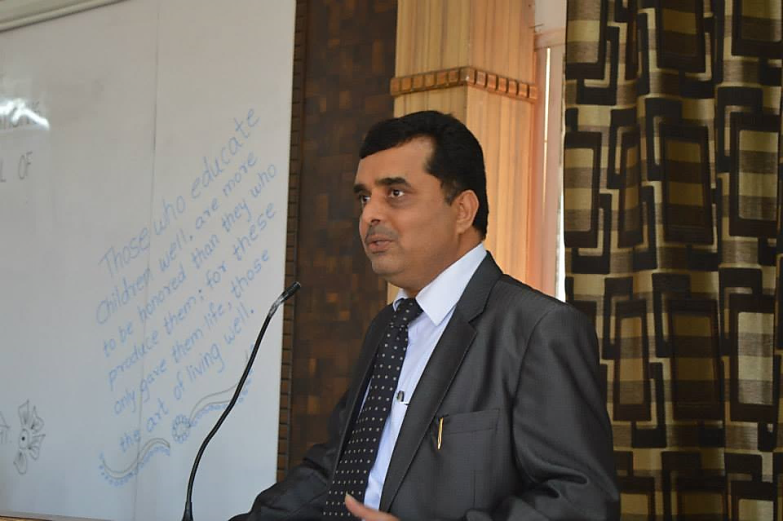 L OF
Those who educate
Children well, are more
to be honored than they who
produce them; for these
only gave them life, those
the art of living well.